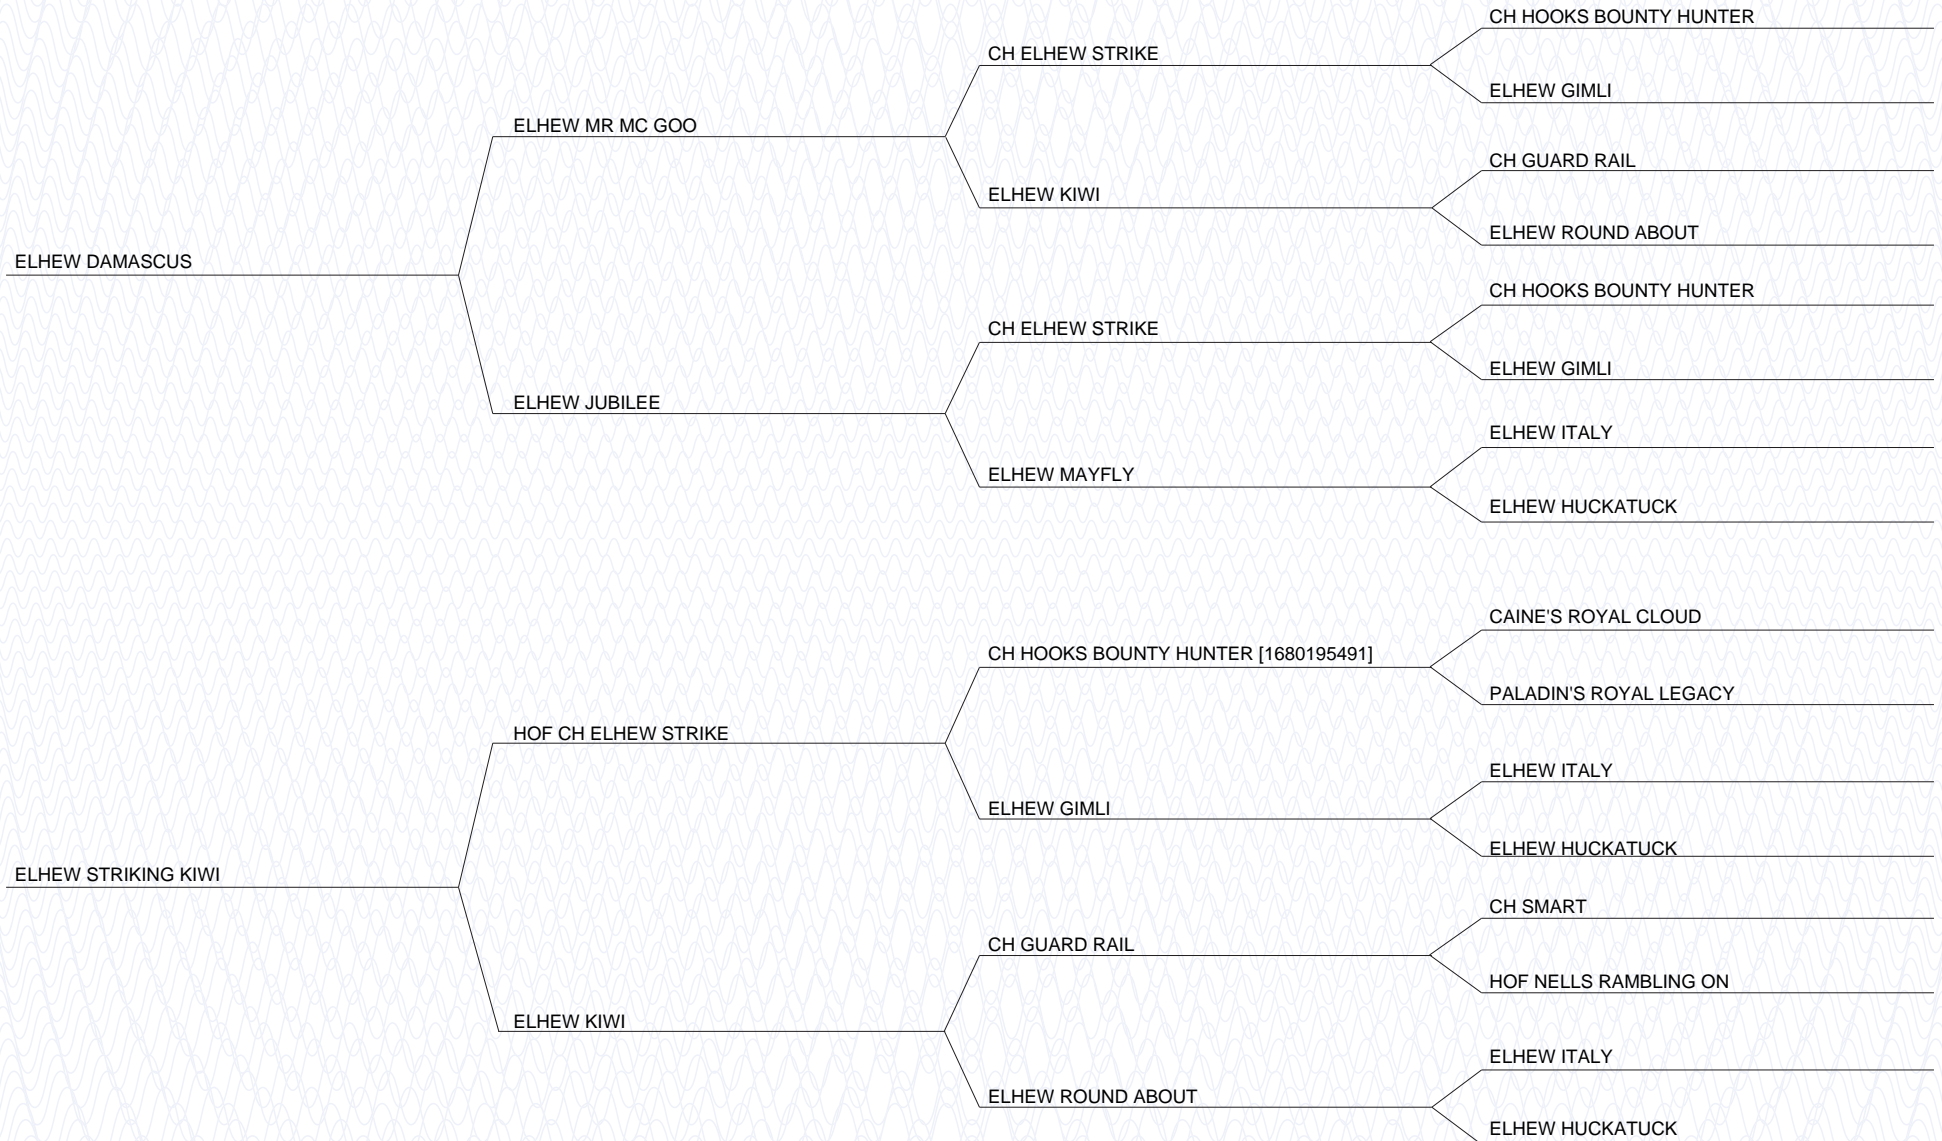 CH HOOKS BOUNTY HUNTER
CH ELHEW STRIKE
ELHEW GIMLI
ELHEW MR MC GOO
CH GUARD RAIL
ELHEW KIWI
ELHEW ROUND ABOUT
ELHEW DAMASCUS
CH HOOKS BOUNTY HUNTER
CH ELHEW STRIKE
ELHEW GIMLI
ELHEW JUBILEE
ELHEW ITALY
ELHEW MAYFLY
ELHEW HUCKATUCK
CAINE'S ROYAL CLOUD
CH HOOKS BOUNTY HUNTER [1680195491]
PALADIN'S ROYAL LEGACY
HOF CH ELHEW STRIKE
ELHEW ITALY
ELHEW GIMLI
ELHEW HUCKATUCK
ELHEW STRIKING KIWI
CH SMART
CH GUARD RAIL
HOF NELLS RAMBLING ON
ELHEW KIWI
ELHEW ITALY
ELHEW ROUND ABOUT
ELHEW HUCKATUCK